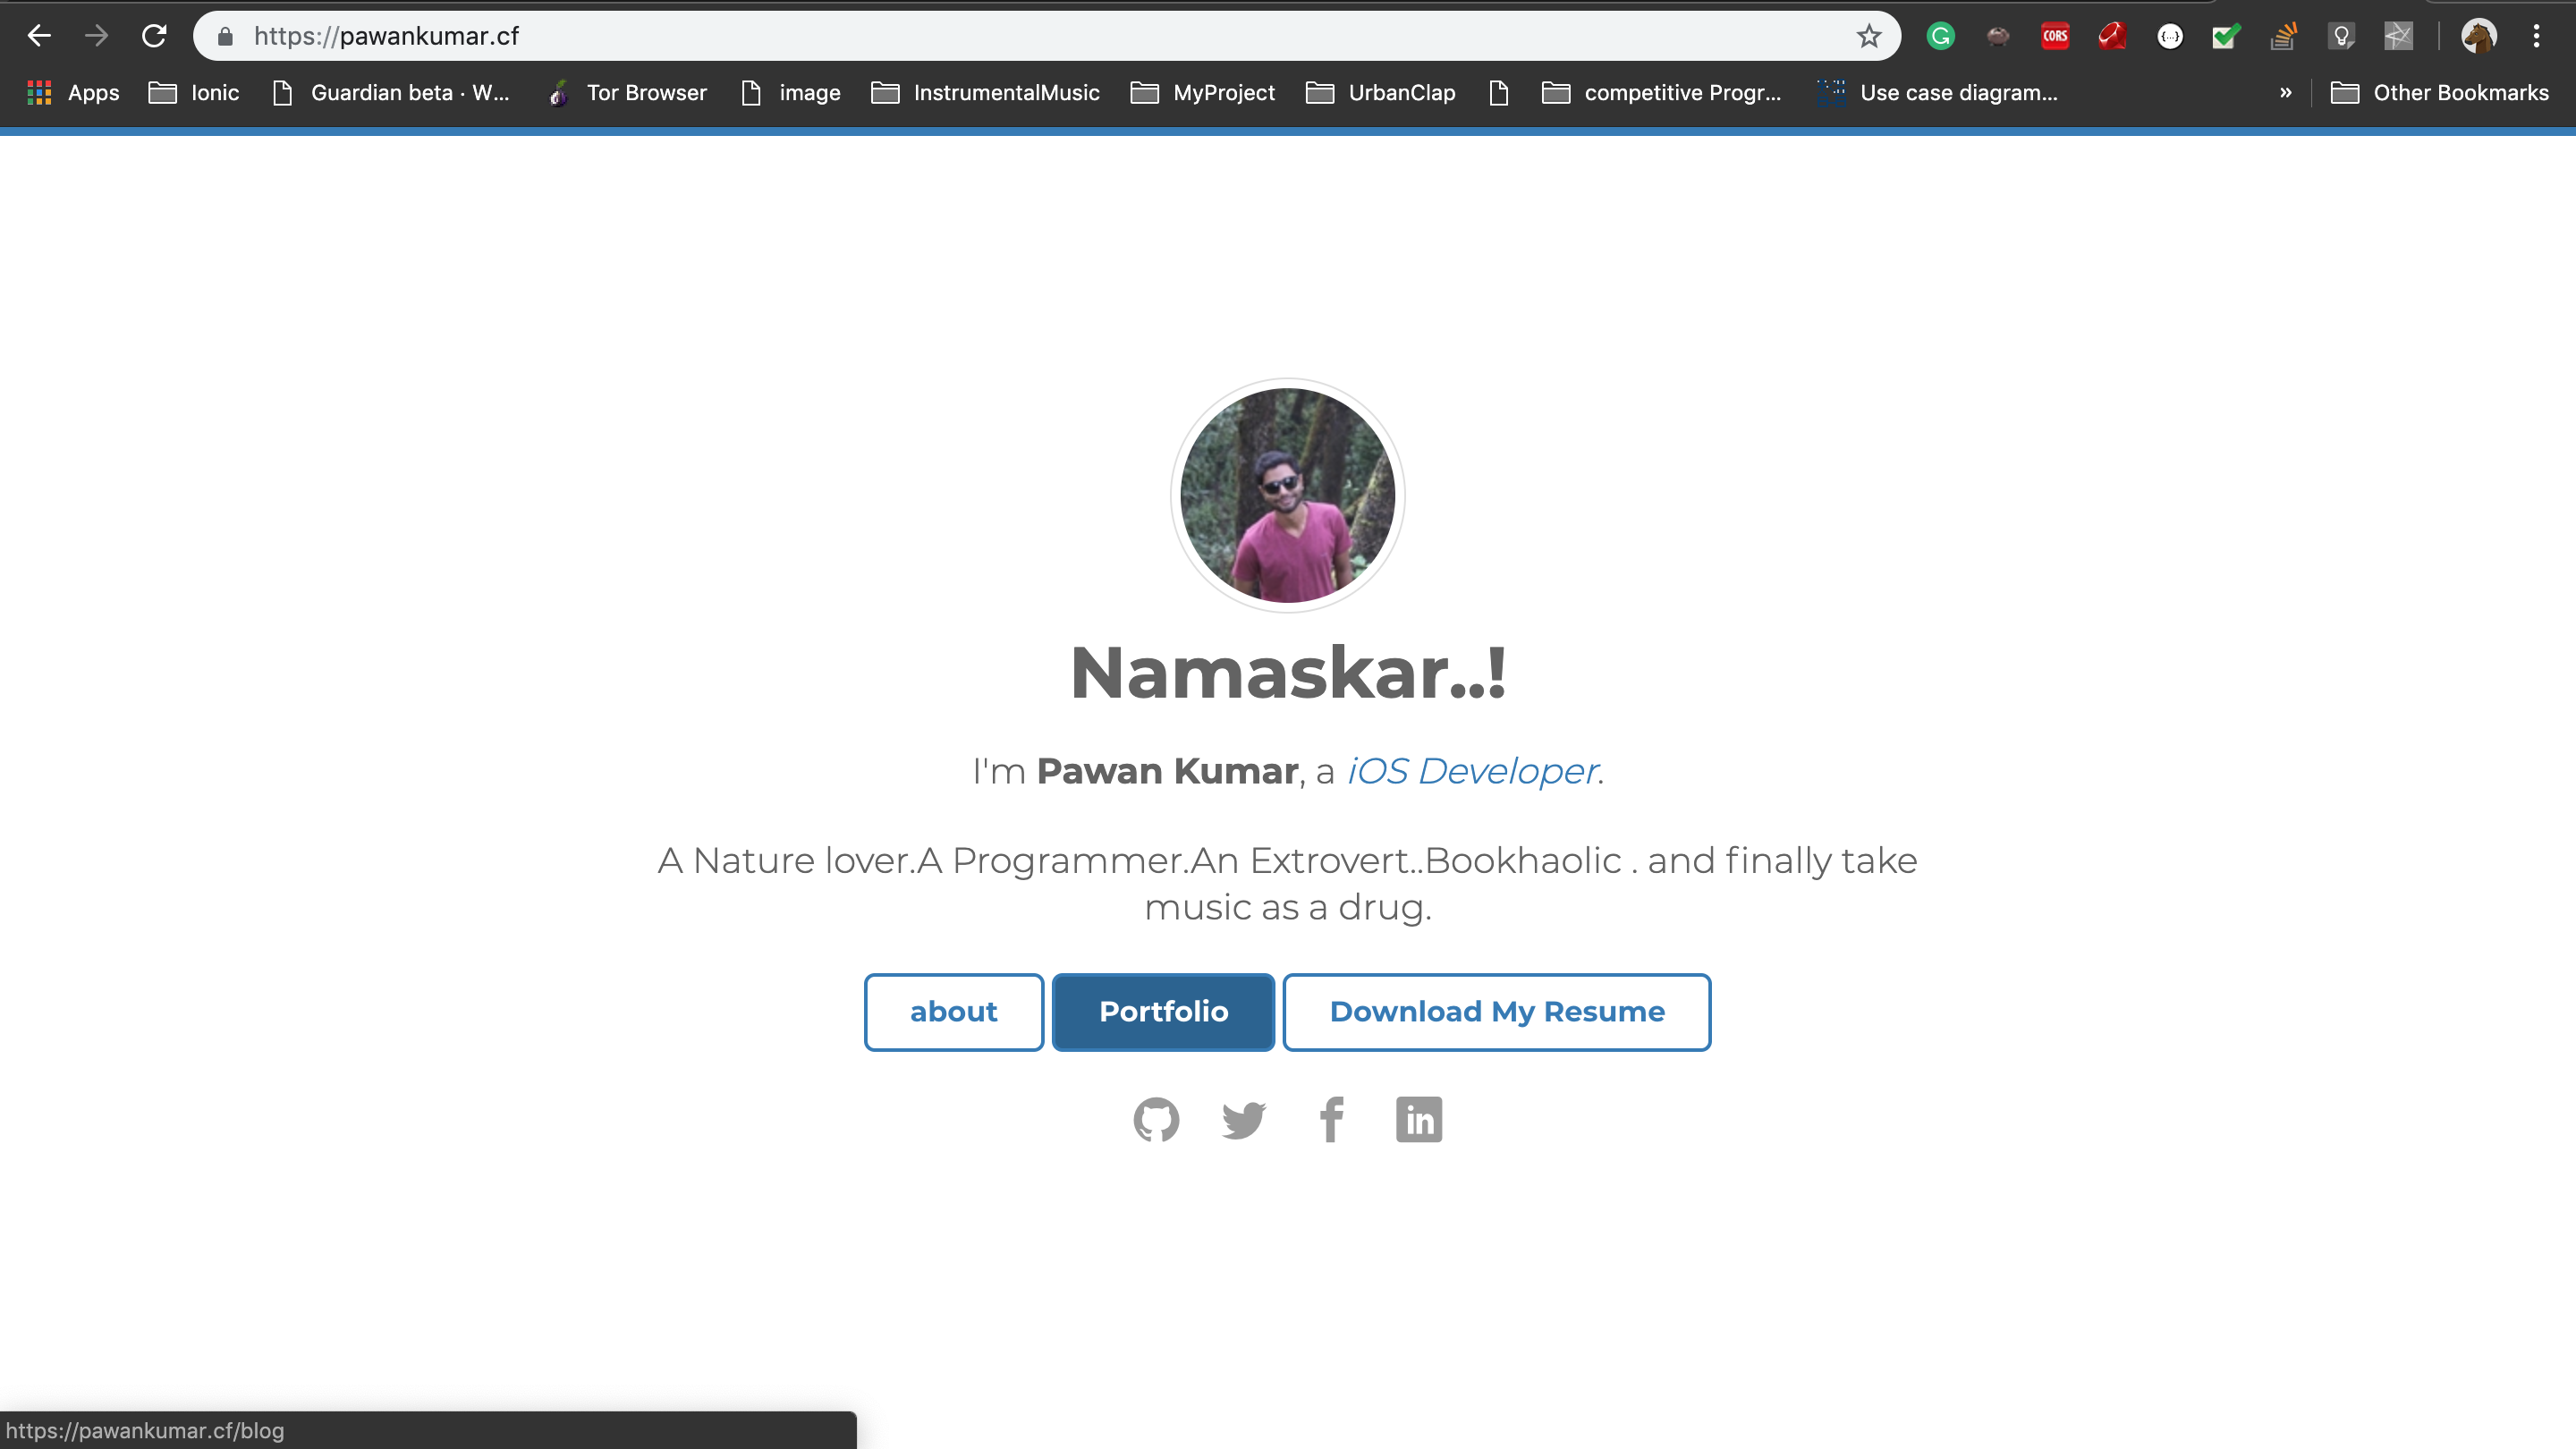 https://pawankumar.cf
CORS
Apps Ionic Guardian beta · W... Tor Browser image InstrumentalMusic MyProject UrbanClap competitive Progr... Use case diagram... » Other Bookmarks
Namaskar..!
I'm Pawan Kumar, a iOS Developer.
A Nature lover.A Programmer.An Extrovert..Bookhaolic . and finally take
music as a drug.
about Portfolio Download My Resume
https://pawankumar.cf/blog